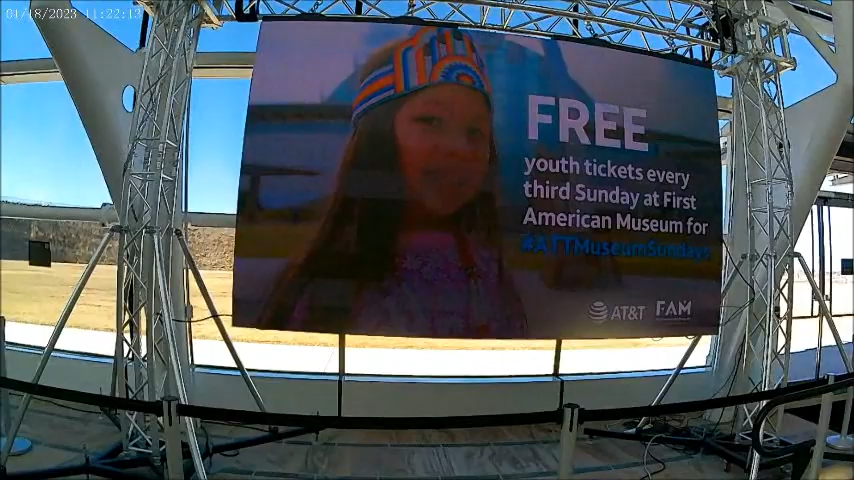 01/18/2023 11:22:13
FREE
youth tickets every
third Sunday at First
American Museum for
#ATTMuseumSundays
AT&T
FAM